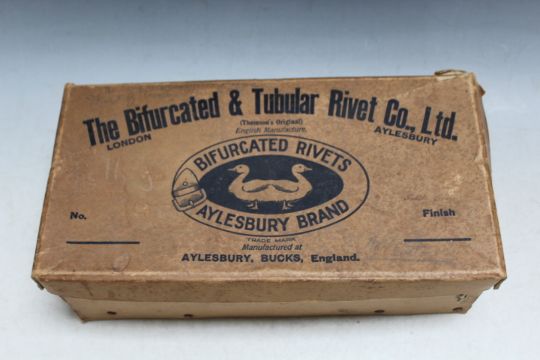 The Bifurcated & Tubular Rivet Co., Ltd.
(Thomson's Original)
LONDON English Manufacture. AYLESBURY
BIFURCATED RIVETS
AYLESBURY BRAND
No. Finish
TRADE MARK
Manufactured at
AYLESBURY, BUCKS, England.